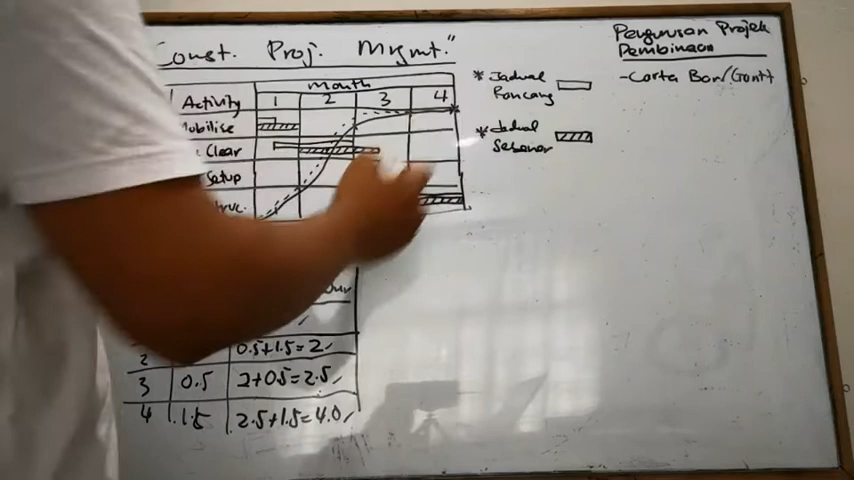 Const. Proj. Mngmt."
Pengurusan Projek
Pembinaan
- Carta Bar/Gantt
Month
Activity 1 2 3 4
Mobilise
Clear
Setup
* Jadual
Rancang
* Jadual
Sebenar
2 0.5+1.5=2
3 0.5 2+0.5=2.5
4 1.5 2.5+1.5=4.0